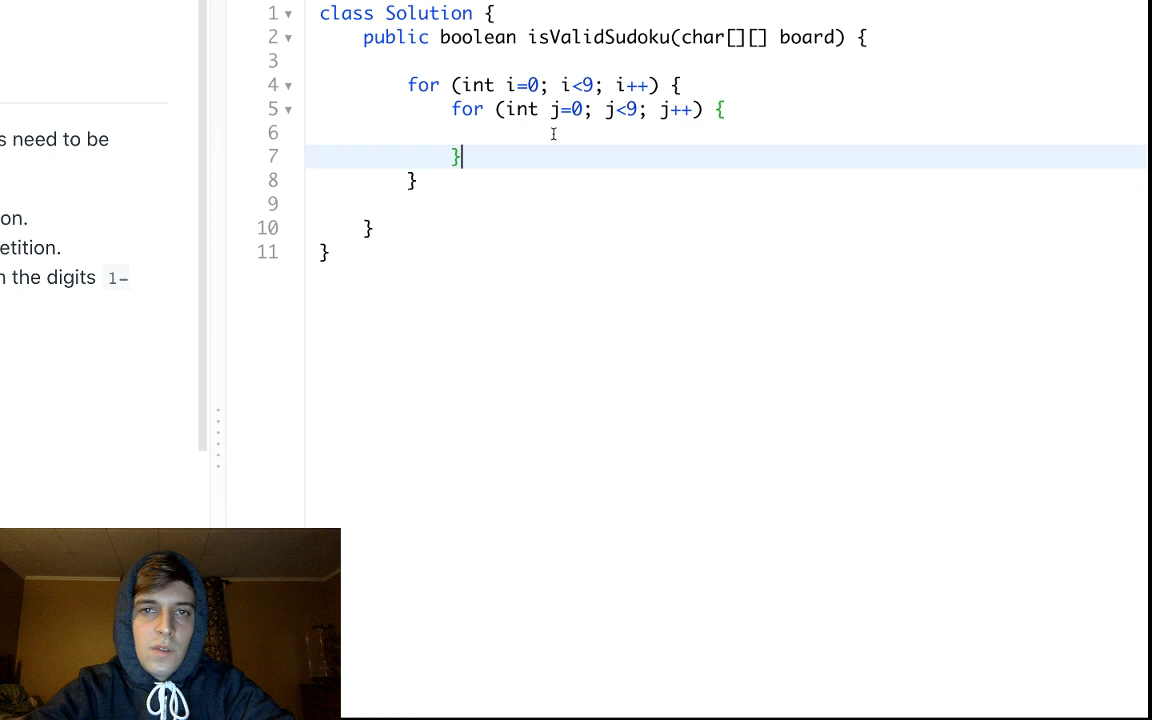 s need to be
on.
etition.
n the digits 1-
1 class Solution {
2 public boolean isValidSudoku(char[][] board) {
3
4 for (int i=0; i<9; i++) {
5 for (int j=0; j<9; j++) {
6
7 }
8 }
9
10 }
11 }